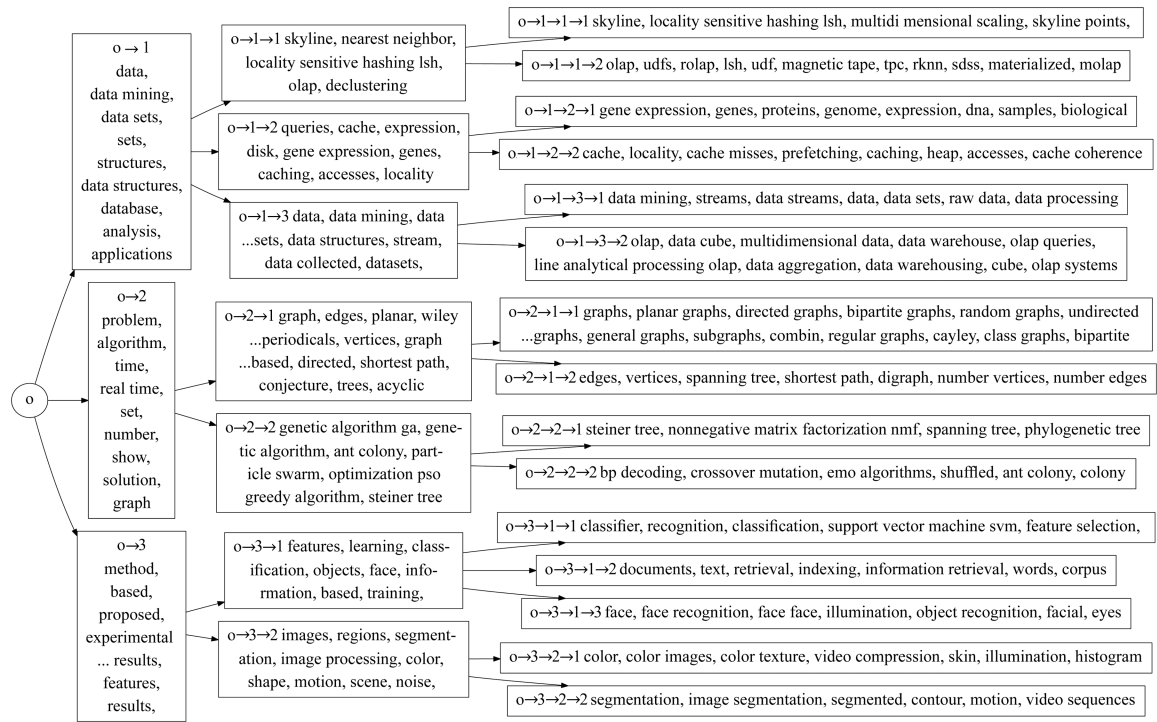 o
o → 1
data,
data mining,
data sets,
sets,
structures,
data structures,
database,
analysis,
applications
o→1→1 skyline, nearest neighbor,
locality sensitive hashing lsh,
olap, declustering
o→1→1→1 skyline, locality sensitive hashing lsh, multidi mensional scaling, skyline points,
o→1→1→2 olap, udfs, rolap, lsh, udf, magnetic tape, tpc, rknn, sdss, materialized, molap
o→1→2 queries, cache, expression,
disk, gene expression, genes,
caching, accesses, locality
o→1→2→1 gene expression, genes, proteins, genome, expression, dna, samples, biological
o→1→2→2 cache, locality, cache misses, prefetching, caching, heap, accesses, cache coherence
o→1→3 data, data mining, data
...sets, data structures, stream,
data collected, datasets,
o→1→3→1 data mining, streams, data streams, data, data sets, raw data, data processing
o→1→3→2 olap, data cube, multidimensional data, data warehouse, olap queries,
line analytical processing olap, data aggregation, data warehousing, cube, olap systems
o→2
problem,
algorithm,
time,
real time,
set,
number,
show,
solution,
graph
o→2→1 graph, edges, planar, wiley
...periodicals, vertices, graph
...based, directed, shortest path,
conjecture, trees, acyclic
o→2→1→1 graphs, planar graphs, directed graphs, bipartite graphs, random graphs, undirected
...graphs, general graphs, subgraphs, combin, regular graphs, cayley, class graphs, bipartite
o→2→1→2 edges, vertices, spanning tree, shortest path, digraph, number vertices, number edges
o→2→2 genetic algorithm ga, gene-
tic algorithm, ant colony, part-
icle swarm, optimization pso
greedy algorithm, steiner tree
o→2→2→1 steiner tree, nonnegative matrix factorization nmf, spanning tree, phylogenetic tree
o→2→2→2 bp decoding, crossover mutation, emo algorithms, shuffled, ant colony, colony
o→3
method,
based,
proposed,
experimental
... results,
features,
results,
o→3→1 features, learning, class-
ification, objects, face, info-
rmation, based, training,
o→3→1→1 classifier, recognition, classification, support vector machine svm, feature selection,
o→3→1→2 documents, text, retrieval, indexing, information retrieval, words, corpus
o→3→1→3 face, face recognition, face face, illumination, object recognition, facial, eyes
o→3→2 images, regions, segment-
ation, image processing, color,
shape, motion, scene, noise,
o→3→2→1 color, color images, color texture, video compression, skin, illumination, histogram
o→3→2→2 segmentation, image segmentation, segmented, contour, motion, video sequences